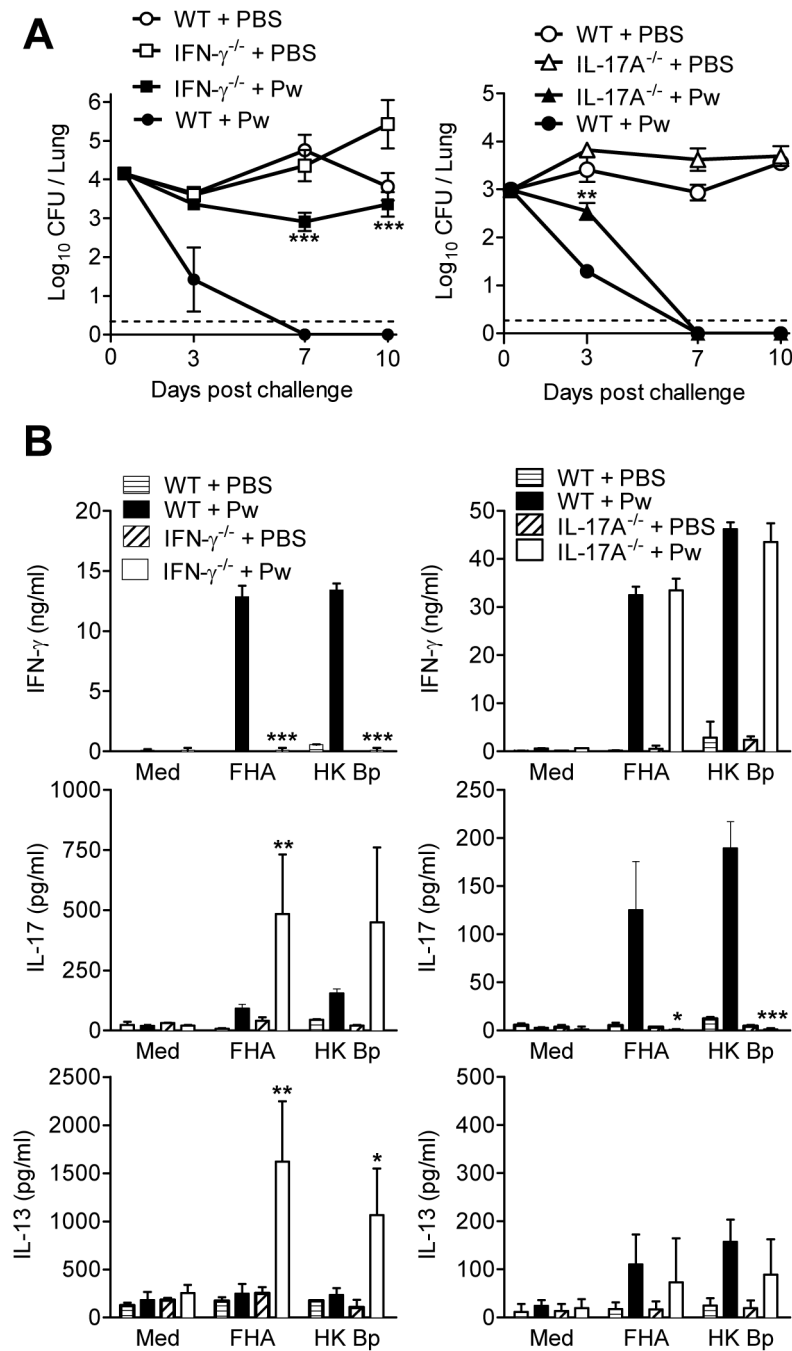 A
WT + PBS
IFN-γ-/- + PBS
IFN-γ-/- + Pw
WT + Pw
Log10 CFU / Lung
6
5
4
3
2
1
0
***
***
0
3
7
10
Days post challenge
WT + PBS
IL-17A-/- + PBS
IL-17A-/- + Pw
WT + Pw
Log10 CFU / Lung
5
4
3
2
1
0
**
0
3
7
10
Days post challenge
B
WT + PBS
WT + Pw
IFN-γ-/- + PBS
IFN-γ-/- + Pw
IFN-γ (ng/ml)
20
15
10
5
0
***
***
Med
FHA
HK Bp
WT + PBS
WT + Pw
IL-17A-/- + PBS
IL-17A-/- + Pw
IFN-γ (ng/ml)
50
40
30
20
10
0
Med
FHA
HK Bp
IL-17 (pg/ml)
1000
750
500
250
0
**
Med
FHA
HK Bp
IL-17 (pg/ml)
250
200
150
100
50
0
*
***
Med
FHA
HK Bp
IL-13 (pg/ml)
2500
2000
1500
1000
500
0
**
*
Med
FHA
HK Bp
IL-13 (pg/ml)
500
400
300
200
100
0
Med
FHA
HK Bp